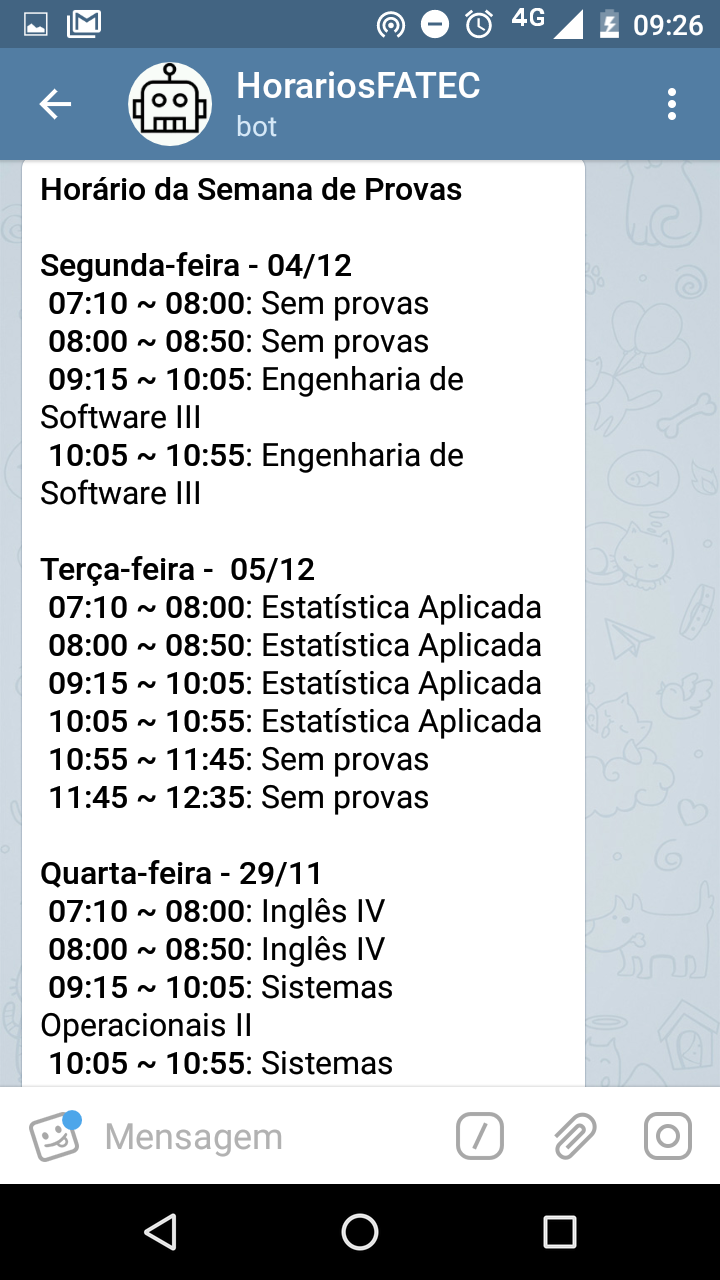 4G 09:26
HorariosFATEC
bot
Horário da Semana de Provas
Segunda-feira - 04/12
07:10 ~ 08:00: Sem provas
08:00 ~ 08:50: Sem provas
09:15 ~ 10:05: Engenharia de
Software III
10:05 ~ 10:55: Engenharia de
Software III
Terça-feira -  05/12
07:10 ~ 08:00: Estatística Aplicada
08:00 ~ 08:50: Estatística Aplicada
09:15 ~ 10:05: Estatística Aplicada
10:05 ~ 10:55: Estatística Aplicada
10:55 ~ 11:45: Sem provas
11:45 ~ 12:35: Sem provas
Quarta-feira - 29/11
07:10 ~ 08:00: Inglês IV
08:00 ~ 08:50: Inglês IV
09:15 ~ 10:05: Sistemas
Operacionais II
10:05 ~ 10:55: Sistemas
Mensagem